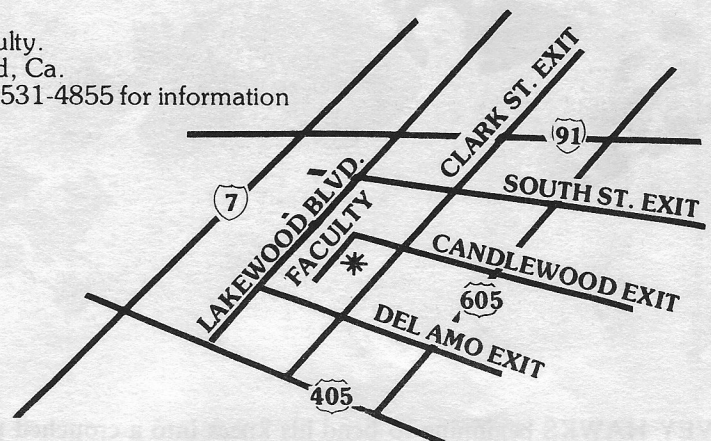 ulty.
d, Ca.
531-4855 for information
CLARK ST. EXIT
91
LAKEWOOD BLVD.
7
SOUTH ST. EXIT
FACULTY
CANDLEWOOD EXIT
605
DEL AMO EXIT
405